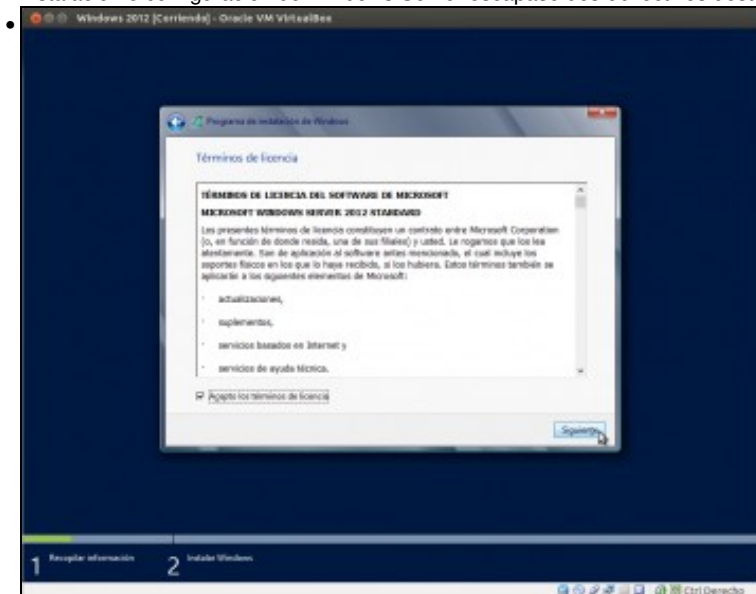 Windows 2012 [Corriendo] - Oracle VM VirtualBox
Programa de instalación de Windows
Términos de licencia
TÉRMINOS DE LICENCIA DEL SOFTWARE DE MICROSOFT
MICROSOFT WINDOWS SERVER 2012 STANDARD
Los presentes términos de licencia constituyen un contrato entre Microsoft Corporation
(o, en función de donde resida, una de sus filiales) y usted. Le rogamos que los lea
atentamente. Son de aplicación al software antes mencionado, el cual incluye los
soportes físicos en los que lo haya recibido, si los hubiera. Estos términos también se
aplicarán a los siguientes elementos de Microsoft:
· actualizaciones,
· suplementos,
· servicios basados en Internet y
· servicios de ayuda técnica.
Acepto los términos de licencia
Siguiente
1 Recopilar información 2 Instalar Windows
Ctrl Derecho